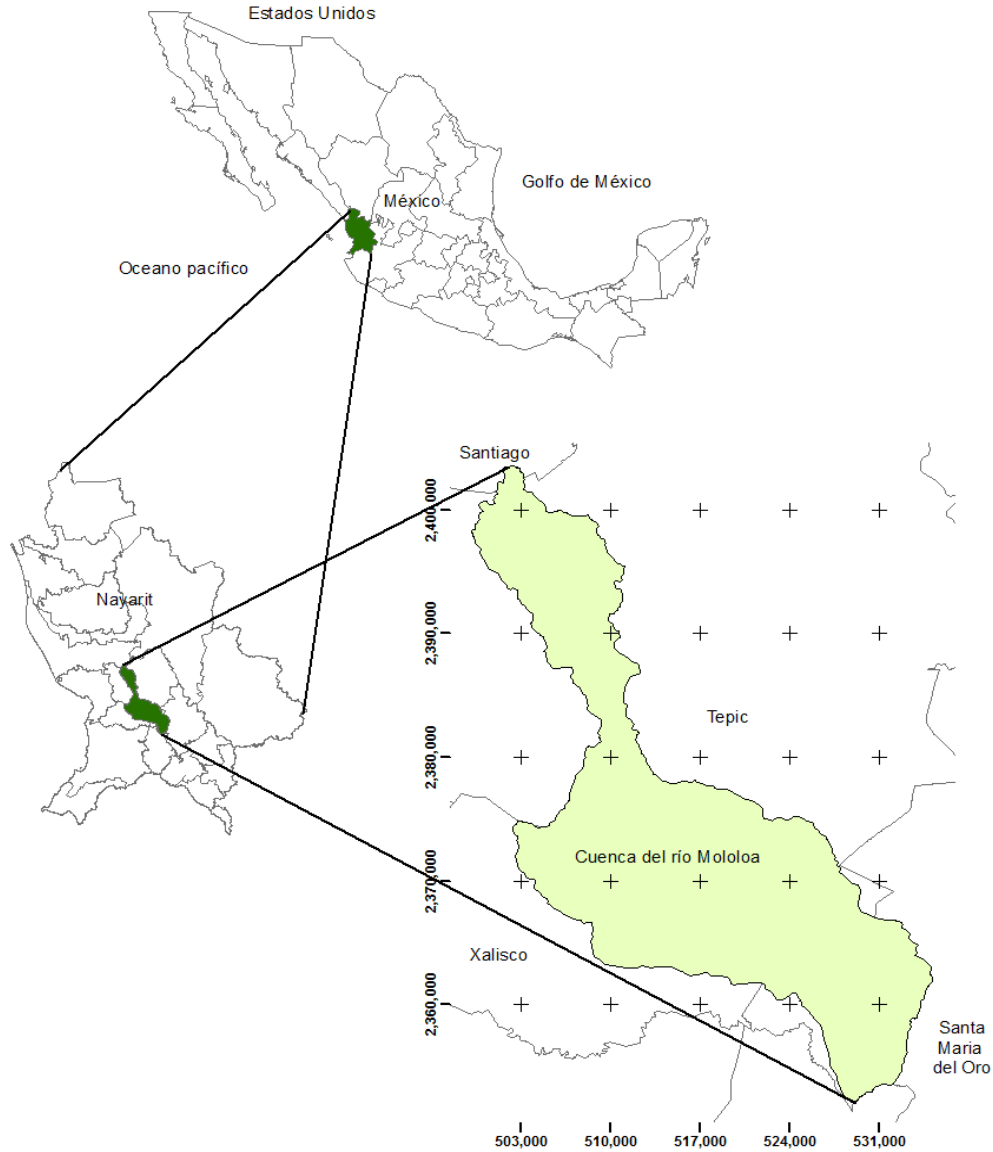 Estados Unidos
Golfo de México
México
Oceano pacífico
Santiago
2,400,000
Nayarit
2,390,000
Tepic
2,380,000
Cuenca del río Mololoa
2,370,000
Xalisco
2,360,000
Santa
Maria
del Oro
503,000 510,000 517,000 524,000 531,000